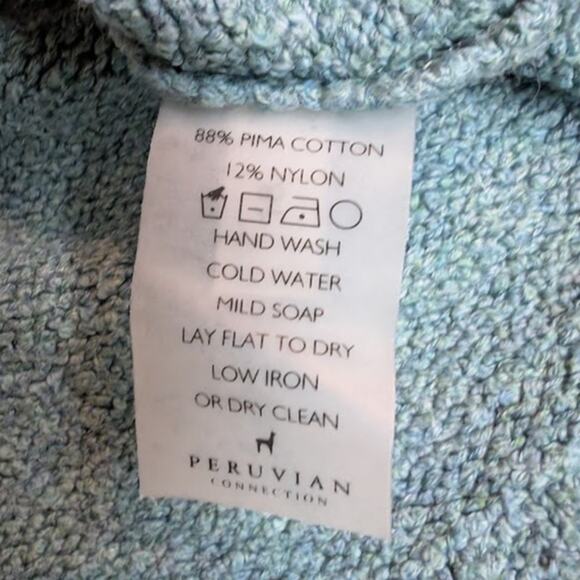 88% PIMA COTTON
12% NYLON
HAND WASH
COLD WATER
MILD SOAP
LAY FLAT TO DRY
LOW IRON
OR DRY CLEAN
PERUVIAN
CONNECTION